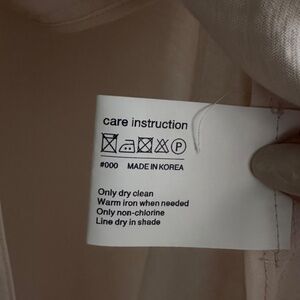 care instruction
P
#000 MADE IN KOREA
Only dry clean
Warm iron when needed
Only non-chlorine
Line dry in shade